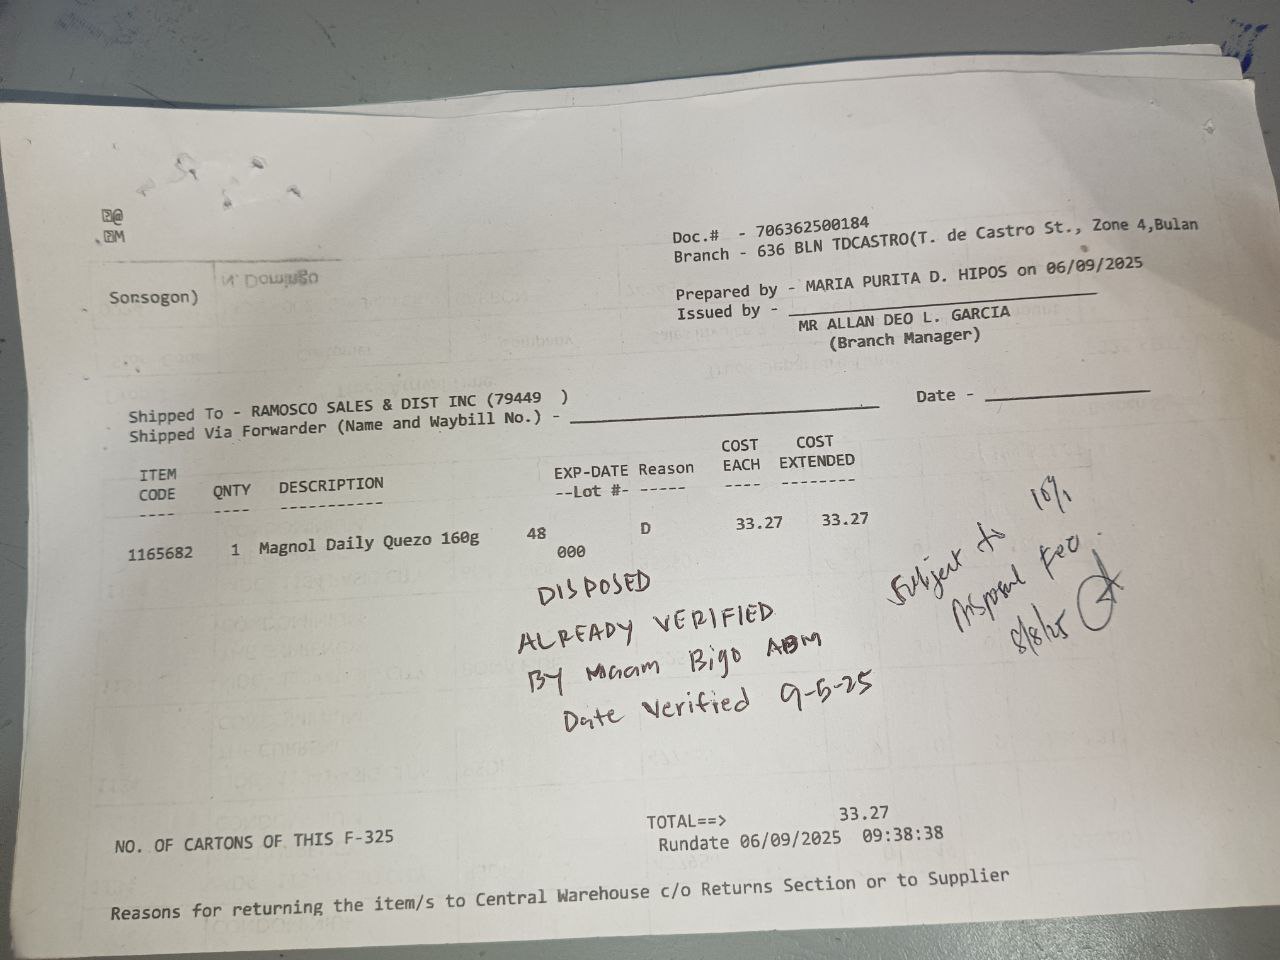 @
M
Doc.# - 706362500184
Branch - 636 BLN TDCASTRO(T. de Castro St., Zone 4,Bulan
Sorsogon)
Prepared by - MARIA PURITA D. HIPOS on 06/09/2025
Issued by -
MR ALLAN DEO L. GARCIA
(Branch Manager)
Shipped To - RAMOSCO SALES & DIST INC (79449 )
Shipped Via Forwarder (Name and Waybill No.) - Date -
ITEM CODE QNTY DESCRIPTION EXP-DATE --Lot #- Reason COST EACH COST EXTENDED
1165682 1 Magnol Daily Quezo 160g 48 000 D 33.27 33.27
DISPOSED
ALREADY VERIFIED
BY Maam Bigo ABM
Date Verified 9-5-25
Subject to 10%
Disposal Fee.
8/8/25
NO. OF CARTONS OF THIS F-325
TOTAL==> 33.27
Rundate 06/09/2025 09:38:38
Reasons for returning the item/s to Central Warehouse c/o Returns Section or to Supplier